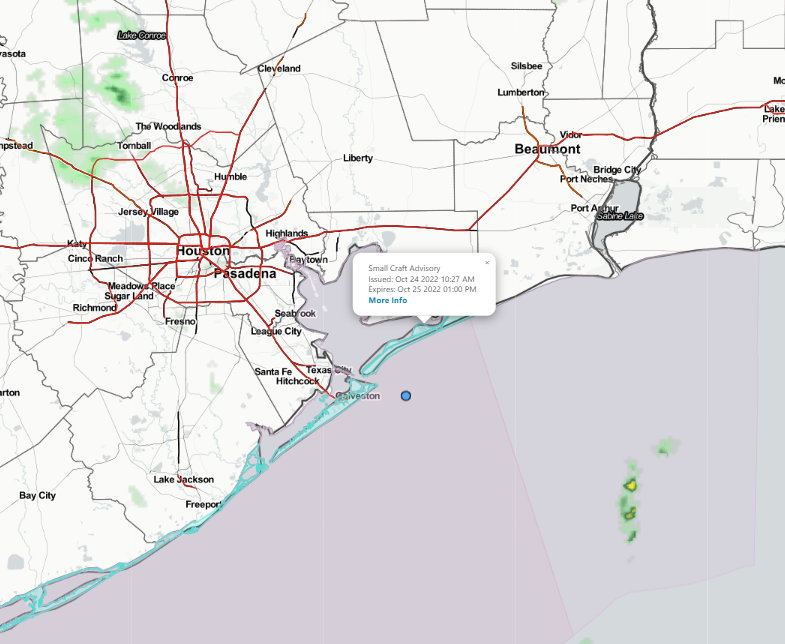 Lake Conroe
vasota
Conroe
Cleveland
Silsbee
Lumberton
Mo
Lake
Prien
The Woodlands
mpstead
Tomball
Liberty
Vidor
Beaumont
Humble
Bridge City
Port Neches
Port Arthur
Sabine Lake
Jersey Village
Highlands
Katy
Houston
Cinco Ranch
Baytown
Pasadena
×
Small Craft Advisory
Issued: Oct 24 2022 10:27 AM
Expires: Oct 25 2022 01:00 PM
More Info
Meadows Place
Sugar Land
Richmond
Fresno
Seabrook
League City
Santa Fe
Texas City
Hitchcock
Galveston
arton
Lake Jackson
Bay City
Freeport